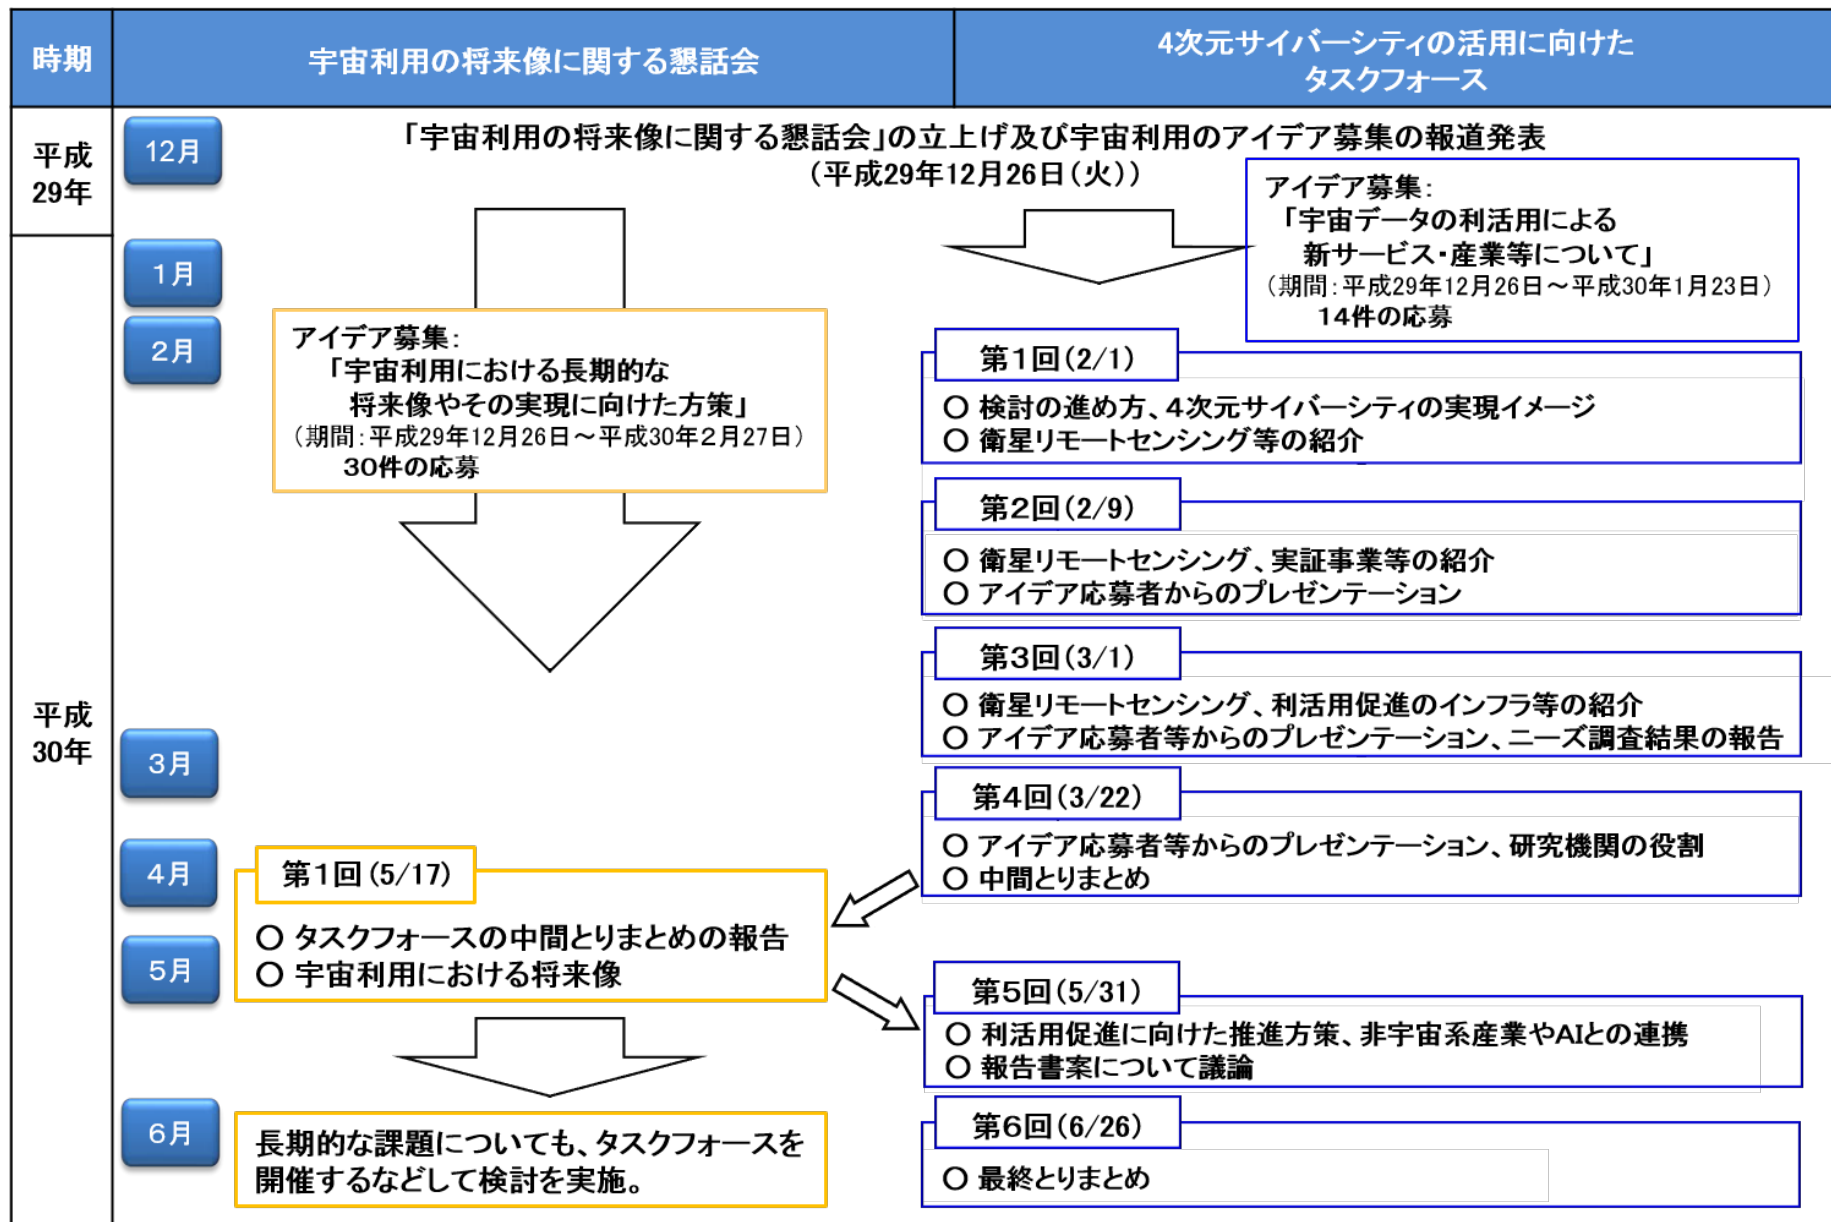 時期
宇宙利用の将来像に関する懇話会
4次元サイバーシティの活用に向けた
タスクフォース
平成
29年
12月
「宇宙利用の将来像に関する懇話会」の立上げ及び宇宙利用のアイデア募集の報道発表
（平成29年12月26日（火））
アイデア募集：
「宇宙データの利活用による
新サービス・産業等について」
（期間：平成29年12月26日～平成30年1月23日）
14件の応募
平成
30年
1月
2月
アイデア募集：
「宇宙利用における長期的な
将来像やその実現に向けた方策」
（期間：平成29年12月26日～平成30年2月27日）
30件の応募
第1回（2/1）
○ 検討の進め方、4次元サイバーシティの実現イメージ
○ 衛星リモートセンシング等の紹介
第2回（2/9）
○ 衛星リモートセンシング、実証事業等の紹介
○ アイデア応募者からのプレゼンテーション
第3回（3/1）
○ 衛星リモートセンシング、利活用促進のインフラ等の紹介
○ アイデア応募者等からのプレゼンテーション、ニーズ調査結果の報告
3月
第4回（3/22）
○ アイデア応募者等からのプレゼンテーション、研究機関の役割
○ 中間とりまとめ
4月
第1回（5/17）
○ タスクフォースの中間とりまとめの報告
○ 宇宙利用における将来像
5月
第5回（5/31）
○ 利活用促進に向けた推進方策、非宇宙系産業やAIとの連携
○ 報告書案について議論
6月
長期的な課題についても、タスクフォースを
開催するなどして検討を実施。
第6回（6/26）
○ 最終とりまとめ